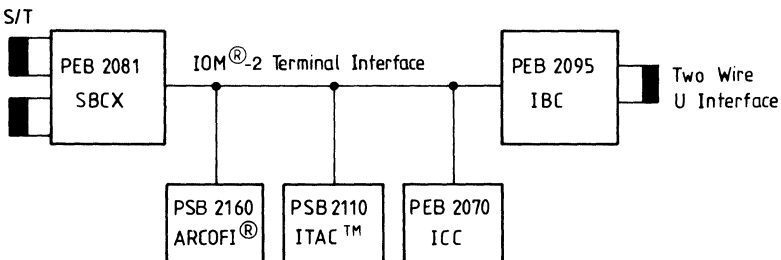 S/T
PEB 2081
SBCX
IOM®-2 Terminal Interface
PEB 2095
IBC
Two Wire
U Interface
PSB 2160
ARCOFI®
PSB 2110
ITAC™
PEB 2070
ICC